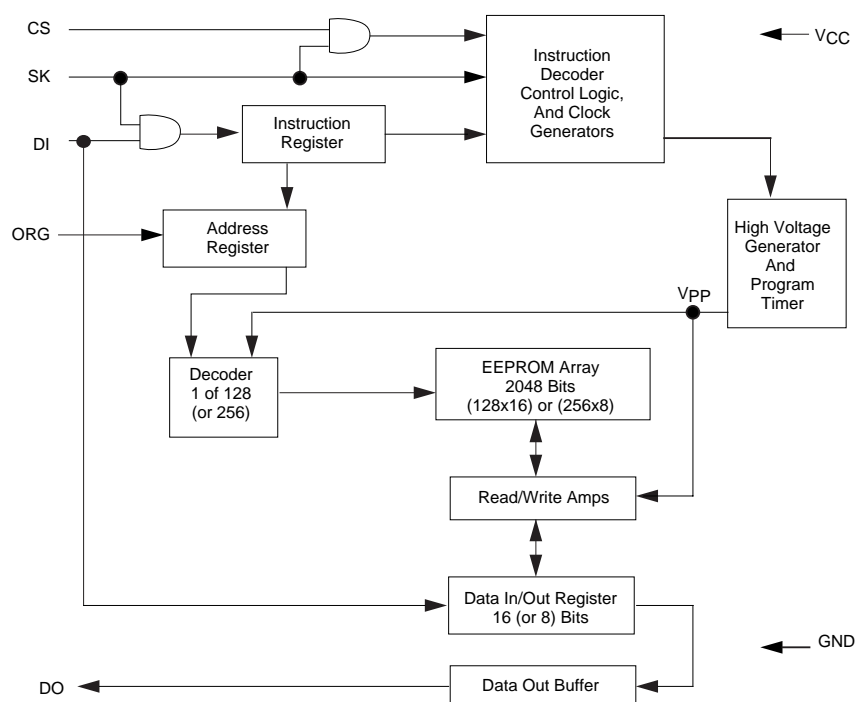 CS
SK
DI
ORG
Instruction
Decoder
Control Logic,
And Clock
Generators
VCC
Instruction
Register
Address
Register
High Voltage
Generator
And
Program
Timer
VPP
Decoder
1 of 128
(or 256)
EEPROM Array
2048 Bits
(128x16) or (256x8)
Read/Write Amps
Data In/Out Register
16 (or 8) Bits
GND
DO
Data Out Buffer